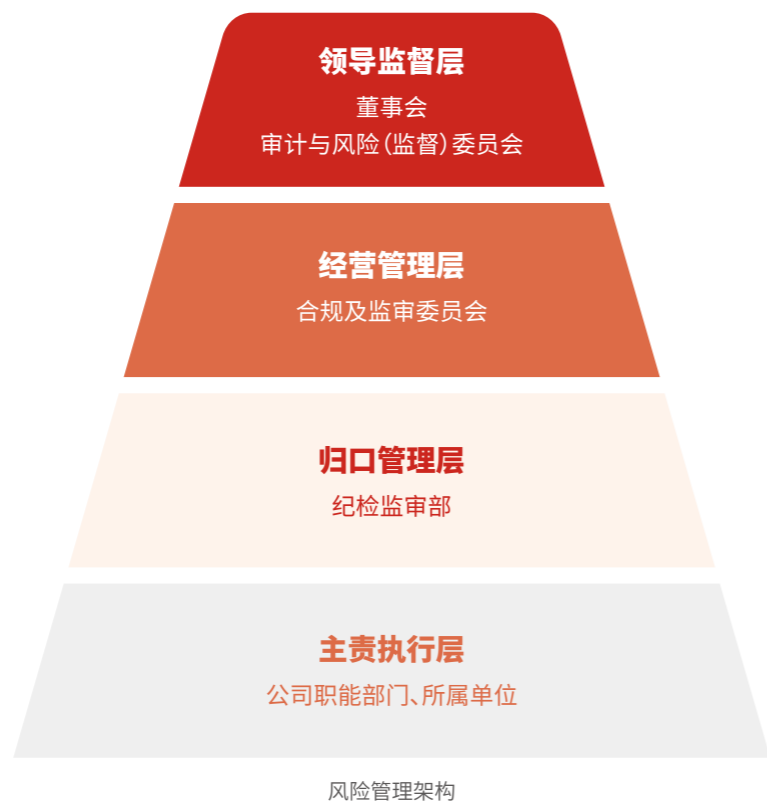 领导监督层
董事会
审计与风险（监督）委员会
经营管理层
合规及监审委员会
归口管理层
纪检监审部
主责执行层
公司职能部门、所属单位
风险管理架构